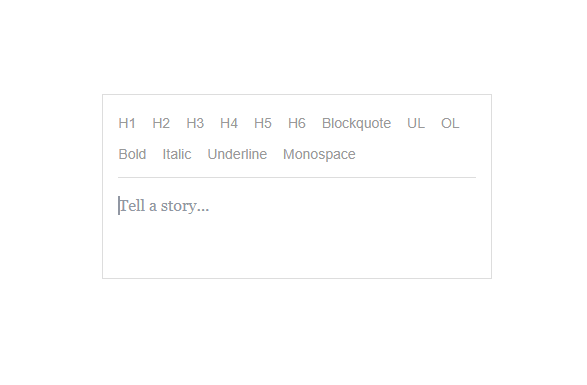 H1 H2 H3 H4 H5 H6 Blockquote UL OL
Bold Italic Underline Monospace
Tell a story...